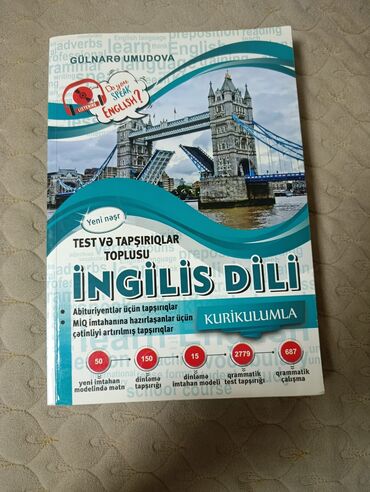 GÜLNARƏ UMUDOVA
LISTENING
Do you
SPEAK
ENGLISH?
Yeni nəşr
TEST VƏ TAPŞIRIQLAR
TOPLUSU
İNGİLİS DİLİ
• Abituriyentlər üçün tapşırıqlar
• MİQ imtahanına hazırlaşanlar üçün
çətinliyi artırılmış tapşırıqlar
KURİKULUMLA
50
yeni imtahan
modelində mətn
150
dinləmə
tapşırığı
15
dinləmə
imtahan modeli
2779
qrammatik
test tapşırığı
687
qrammatik
çalışma